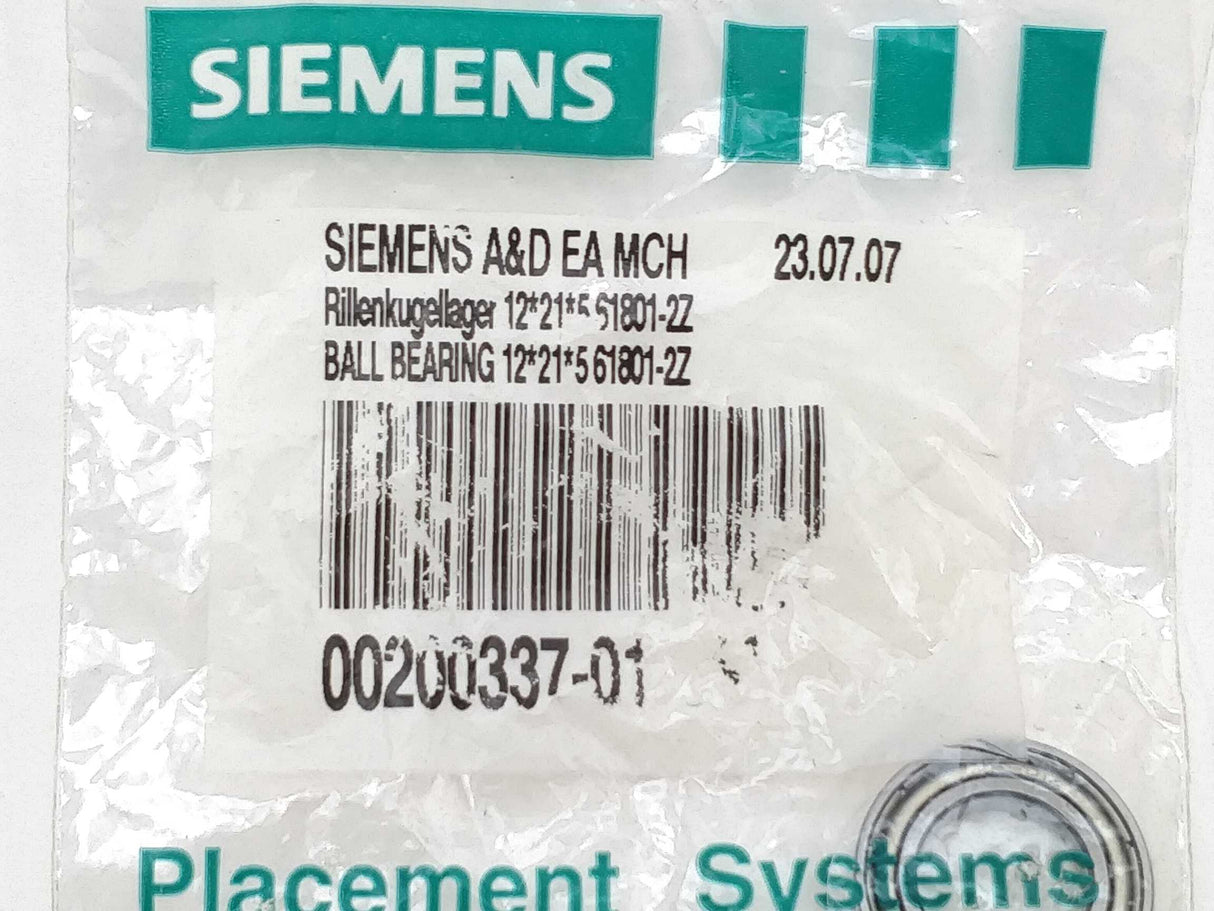 SIEMENS
SIEMENS A&D EA MCH 23.07.07
Rillenkugellager 12*21*5 61801-2Z
BALL BEARING 12*21*5 61801-2Z
00200337-01
Placement Systems